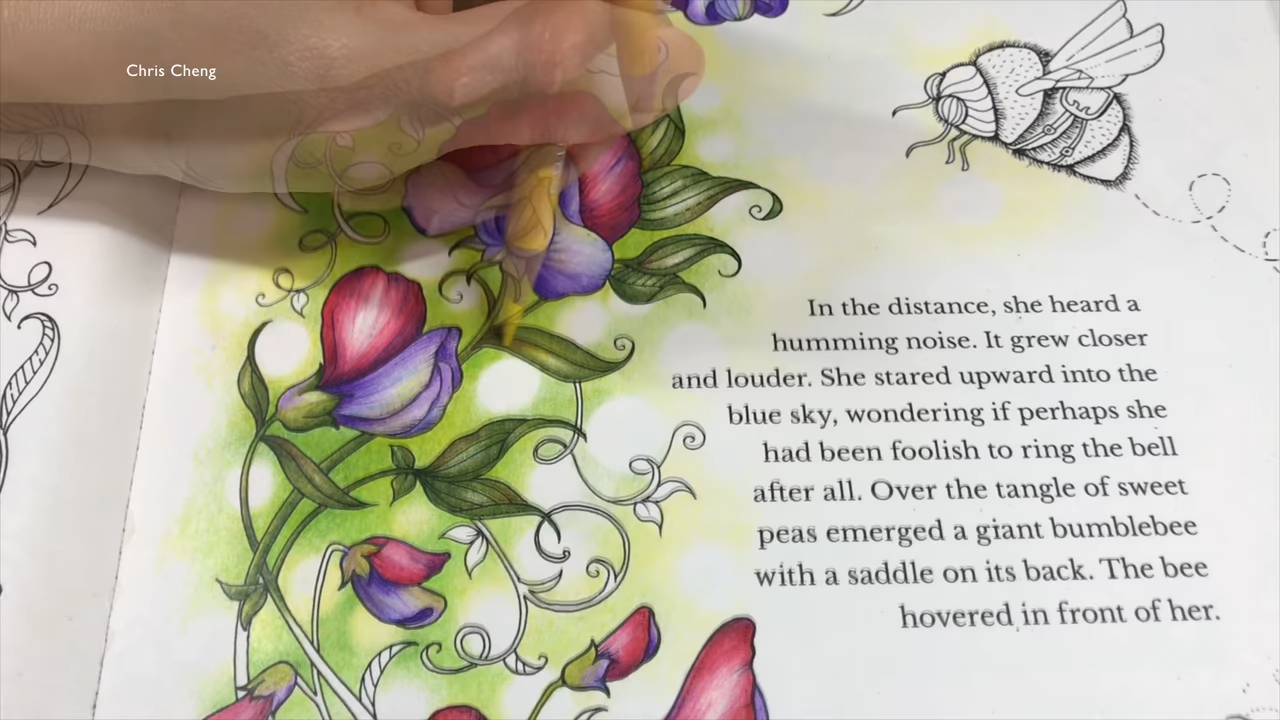 Chris Cheng
In the distance, she heard a
humming noise. It grew closer
and louder. She stared upward into the
blue sky, wondering if perhaps she
had been foolish to ring the bell
after all. Over the tangle of sweet
peas emerged a giant bumblebee
with a saddle on its back. The bee
hovered in front of her.